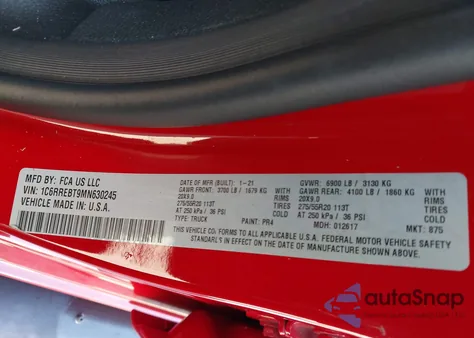 MFD BY: FCA US LLC
VIN: 1C6RREBT9MN630245
VEHICLE MADE IN: U.S.A.
DATE OF MFR (BUILT): 1-21
GAWR FRONT: 3700 LB / 1679 KG
20X9.0
275/55R20 113T
AT 250 kPa / 36 PSI
TYPE: TRUCK
RIMS
TIRES
COLD
PAINT: PR4
GVWR: 6900 LB / 3130 KG
GAWR REAR: 4100 LB / 1860 KG
20X9.0
275/55R20 113T
AT 250 kPa / 36 PSI
MDH: 012617
RIMS
TIRES
COLD
MKT: 875
THIS VEHICLE CONFORMS TO ALL APPLICABLE U.S.A. FEDERAL MOTOR VEHICLE SAFETY
STANDARDS IN EFFECT ON THE DATE OF MANUFACTURE SHOWN ABOVE
autoSnap